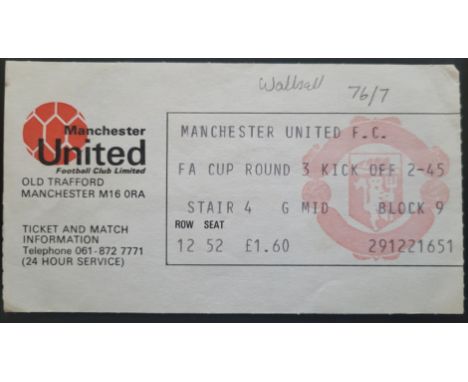 Walsall
76/7
Manchester
United
Football Club Limited
OLD TRAFFORD
MANCHESTER M16 0RA
TICKET AND MATCH
INFORMATION
Telephone 061-872 7771
(24 HOUR SERVICE)
MANCHESTER UNITED F.C.
FA CUP ROUND 3 KICK OFF 2-45
STAIR 4 G MID BLOCK 9
ROW SEAT
12 52 £1.60 291221651